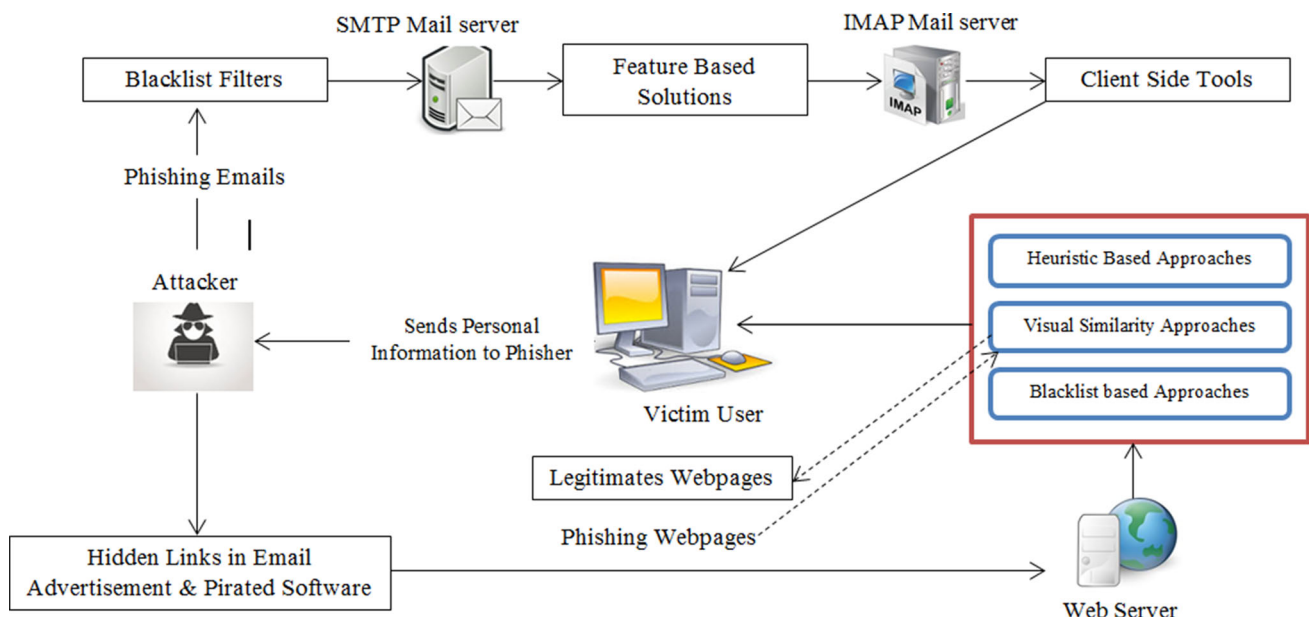 SMTP Mail server
IMAP Mail server
Blacklist Filters
Feature Based
Solutions
IMAP
Client Side Tools
Phishing Emails
Attacker
Sends Personal
Information to Phisher
Victim User
Heuristic Based Approaches
Visual Similarity Approaches
Blacklist based Approaches
Legitimates Webpages
Phishing Webpages
Hidden Links in Email
Advertisement & Pirated Software
Web Server